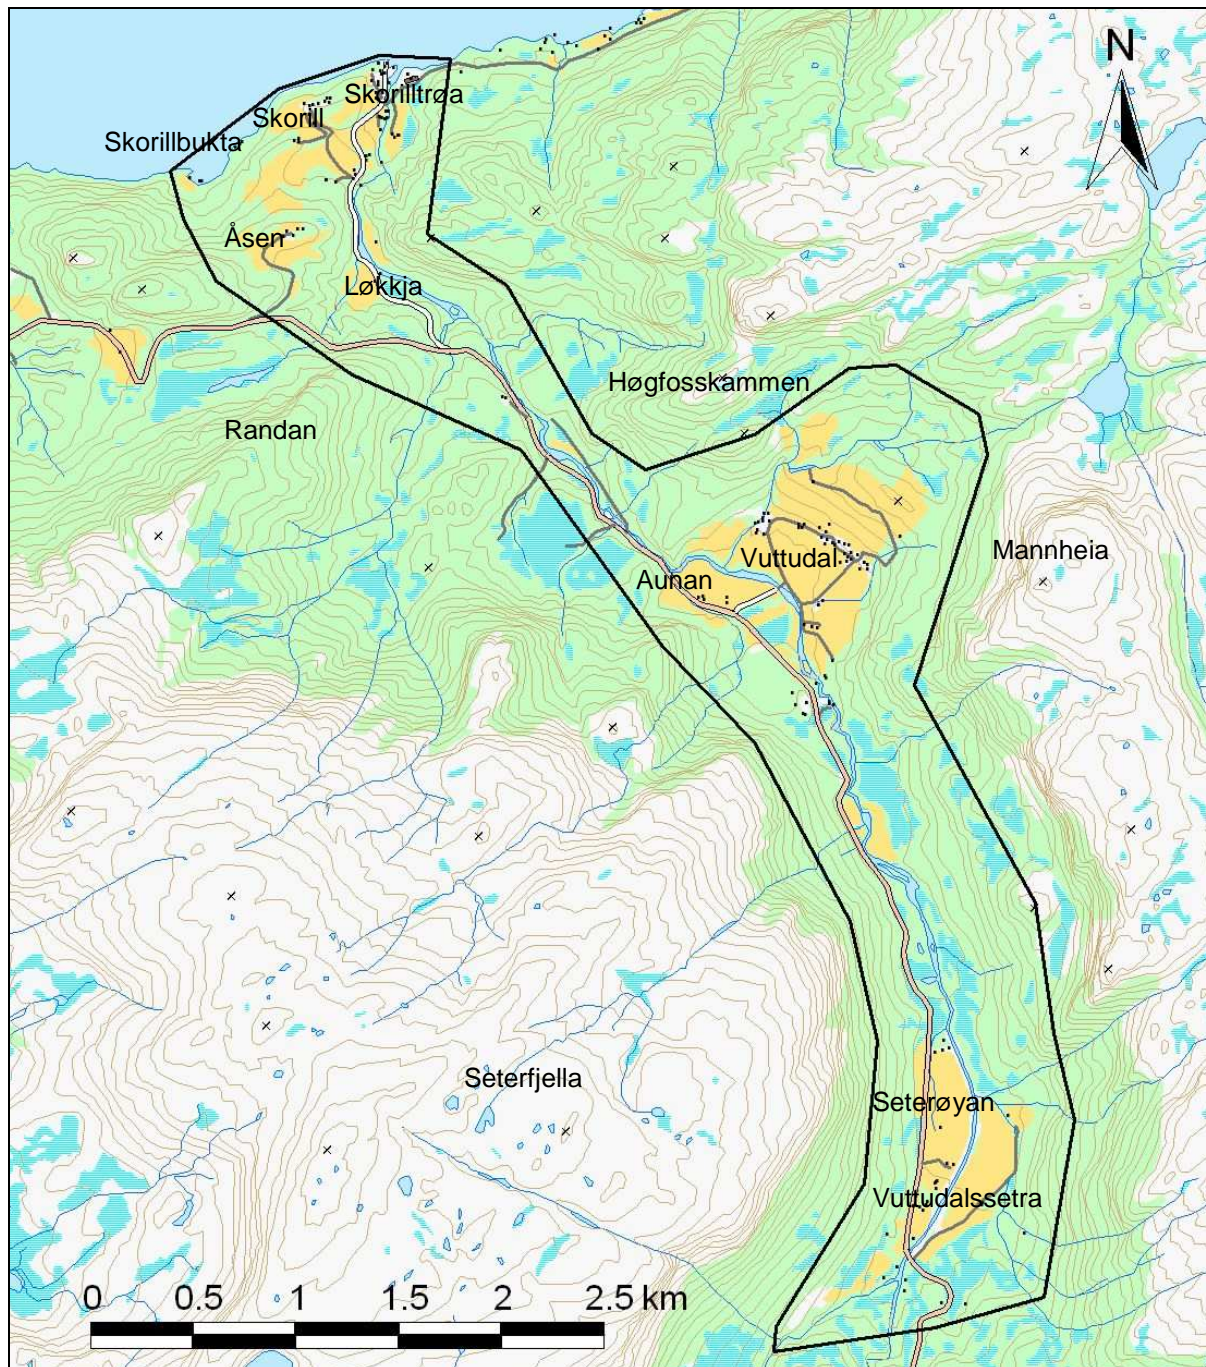 N
Skorilltrøa
Skorill
Skorillbukta
Åsen
Løkkja
Høgfosskammen
Randan
Mannheia
Vuttudal
Aunan
Seterfjella
Seterøyan
Vuttudalssetra
0 0.5 1 1.5 2 2.5 km